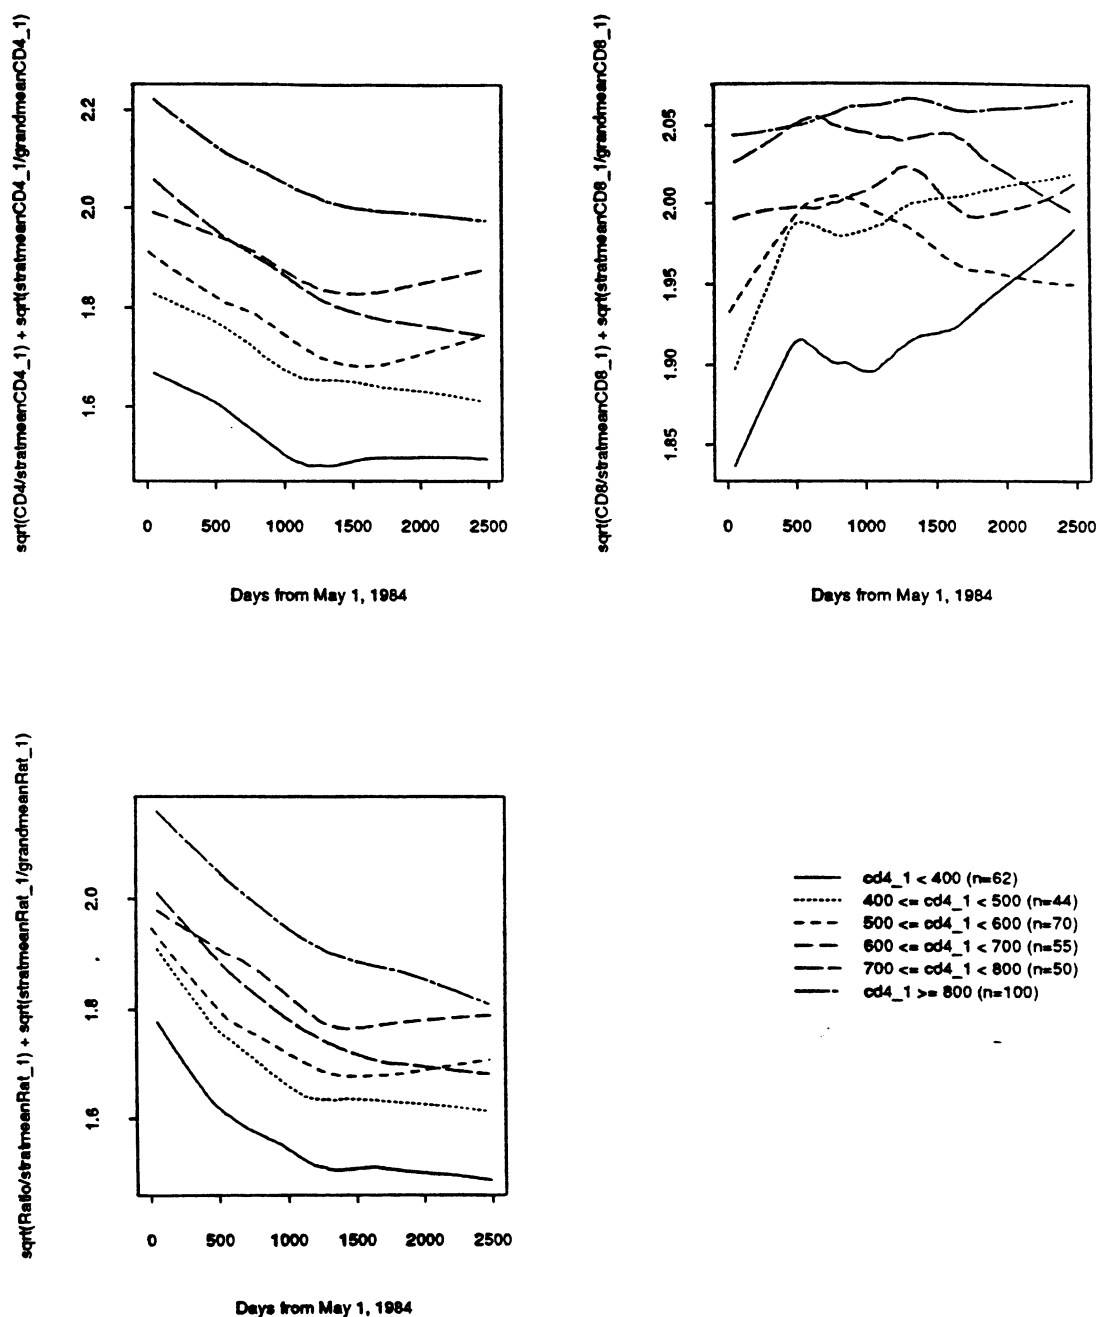 sqrt(CD4/stratmeanCD4_1) + sqrt(stratmeanCD4_1/grandmeanCD4_1)
2.2
2.0
1.8
1.6
0 500 1000 1500 2000 2500
Days from May 1, 1984
sqrt(CD8/stratmeanCD8_1) + sqrt(stratmeanCD8_1/grandmeanCD8_1)
2.05
2.00
1.95
1.90
1.85
0 500 1000 1500 2000 2500
Days from May 1, 1984
sqrt(Ratio/stratmeanRat_1) + sqrt(stratmeanRat_1/grandmeanRat_1)
2.0
1.8
1.6
0 500 1000 1500 2000 2500
Days from May 1, 1984
cd4_1 < 400 (n=62)
400 <= cd4_1 < 500 (n=44)
500 <= cd4_1 < 600 (n=70)
600 <= cd4_1 < 700 (n=55)
700 <= cd4_1 < 800 (n=50)
cd4_1 >= 800 (n=100)